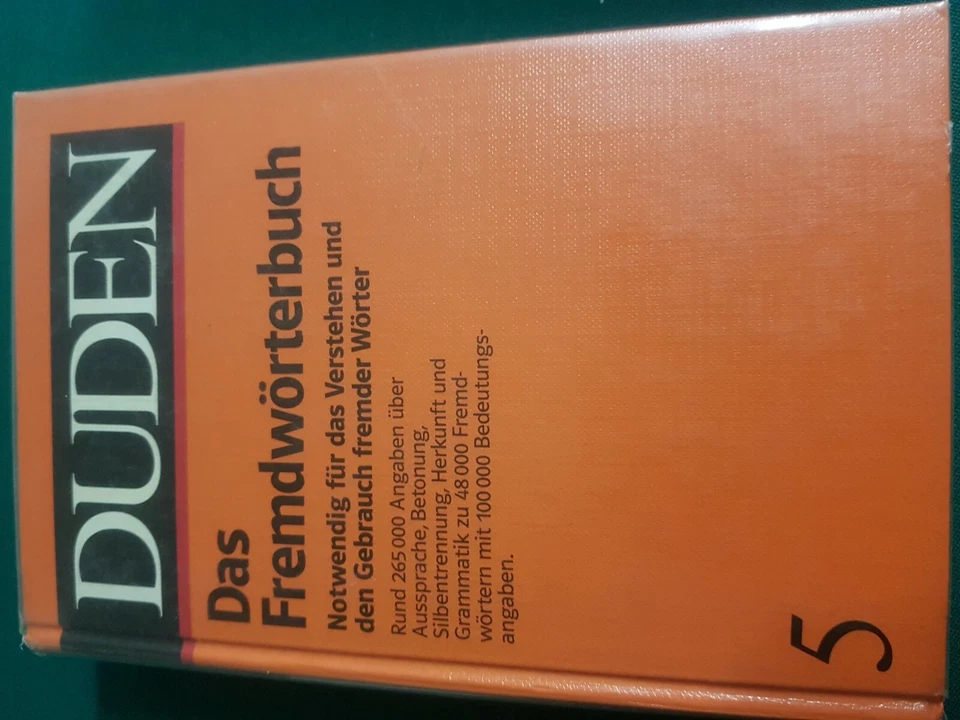 DUDEN
Das
Fremdwörterbuch
Notwendig für das Verstehen und
den Gebrauch fremder Wörter
Rund 265 000 Angaben über
Aussprache, Betonung,
Silbentrennung, Herkunft und
Grammatik zu 48 000 Fremd-
wörtern mit 100 000 Bedeutungs-
angaben.
5